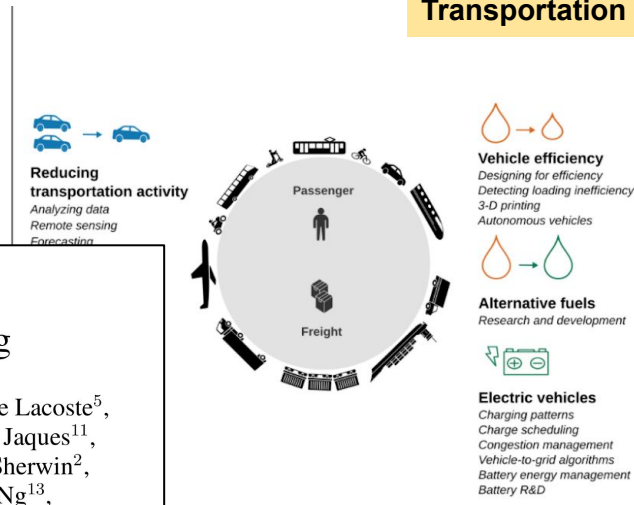 Transportation
Reducing
transportation activity
Analyzing data
Remote sensing
Forecasting
Passenger
Freight
Vehicle efficiency
Designing for efficiency
Detecting loading inefficiency
3-D printing
Autonomous vehicles
Alternative fuels
Research and development
Electric vehicles
Charging patterns
Charge scheduling
Congestion management
Vehicle-to-grid algorithms
Battery energy management
Battery R&D
g
e Lacoste⁵,
Jaques¹¹,
Sherwin²,
Ng¹³,